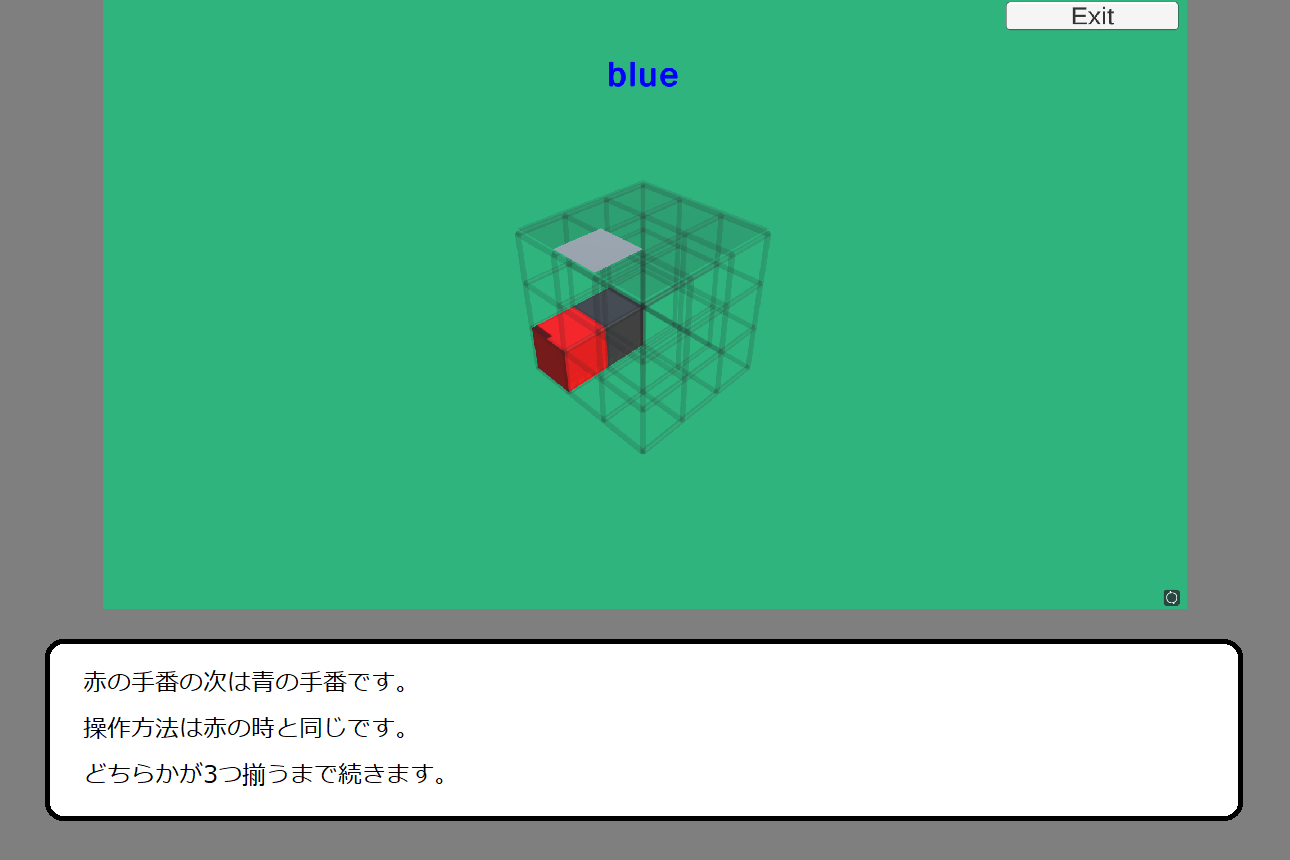 Exit
blue
赤の手番の次は青の手番です。
操作方法は赤の時と同じです。
どちらかが3つ揃うまで続きます。